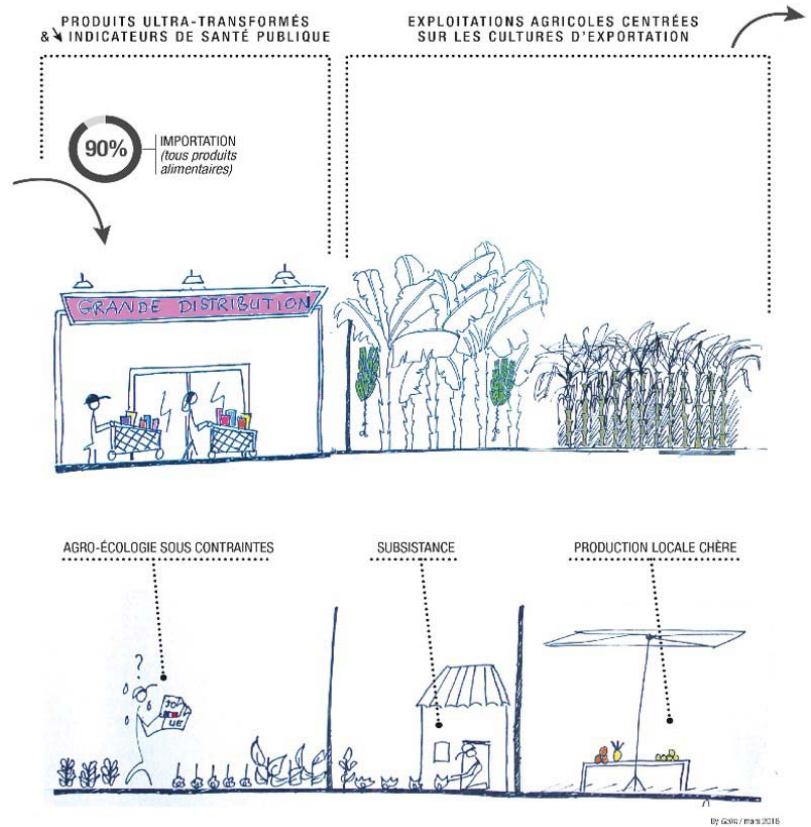 PRODUITS ULTRA-TRANSFORMÉS
& ↘ INDICATEURS DE SANTÉ PUBLIQUE
EXPLOITATIONS AGRICOLES CENTRÉES
SUR LES CULTURES D'EXPORTATION
90%
IMPORTATION
(tous produits
alimentaires)
GRANDE DISTRIBUTION
AGRO-ÉCOLOGIE SOUS CONTRAINTES
SUBSISTANCE
PRODUCTION LOCALE CHÈRE
?
JO
UE